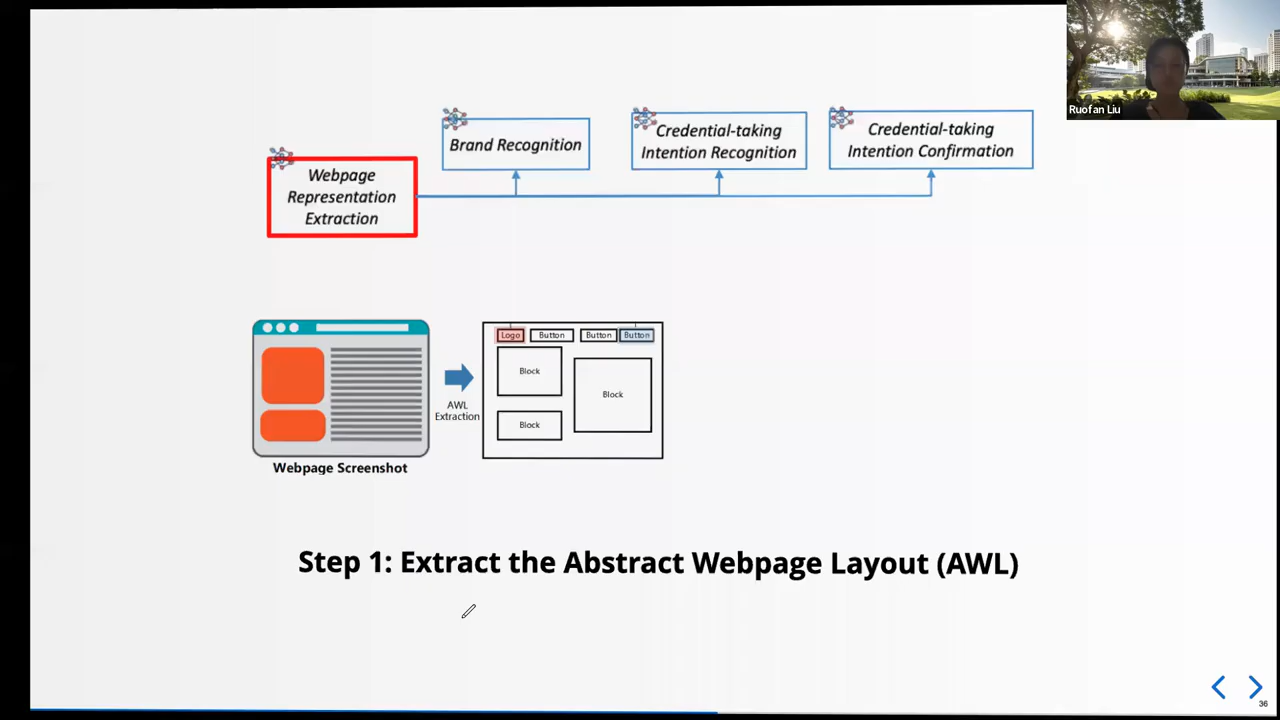 Ruofan Liu
Brand Recognition
Credential-taking
Intention Recognition
Credential-taking
Intention Confirmation
Webpage
Representation
Extraction
Logo
Button
Button
Button
Block
Block
Block
AWL
Extraction
Webpage Screenshot
Step 1: Extract the Abstract Webpage Layout (AWL)
36